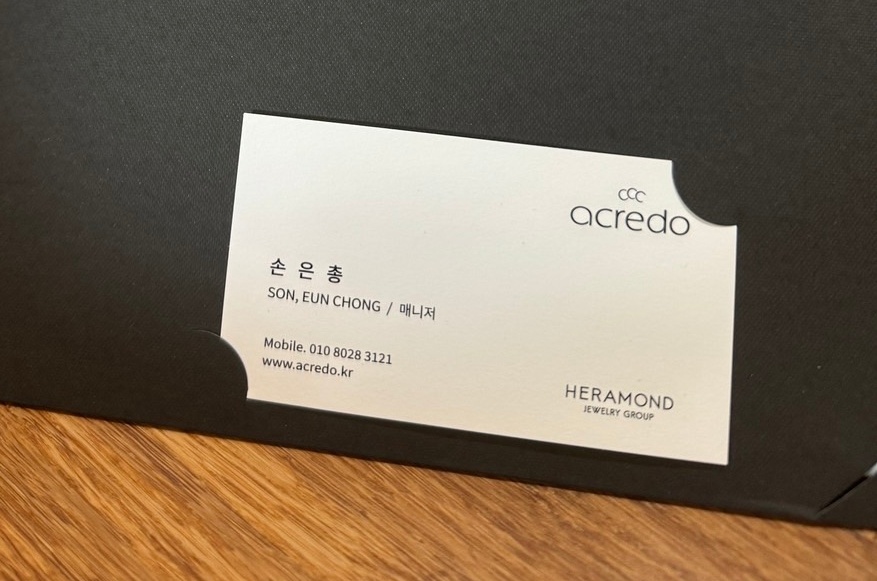 acredo
손은총
SON, EUN CHONG / 매니저
Mobile. 010 8028 3121
www.acredo.kr
HERAMOND
JEWELRY GROUP